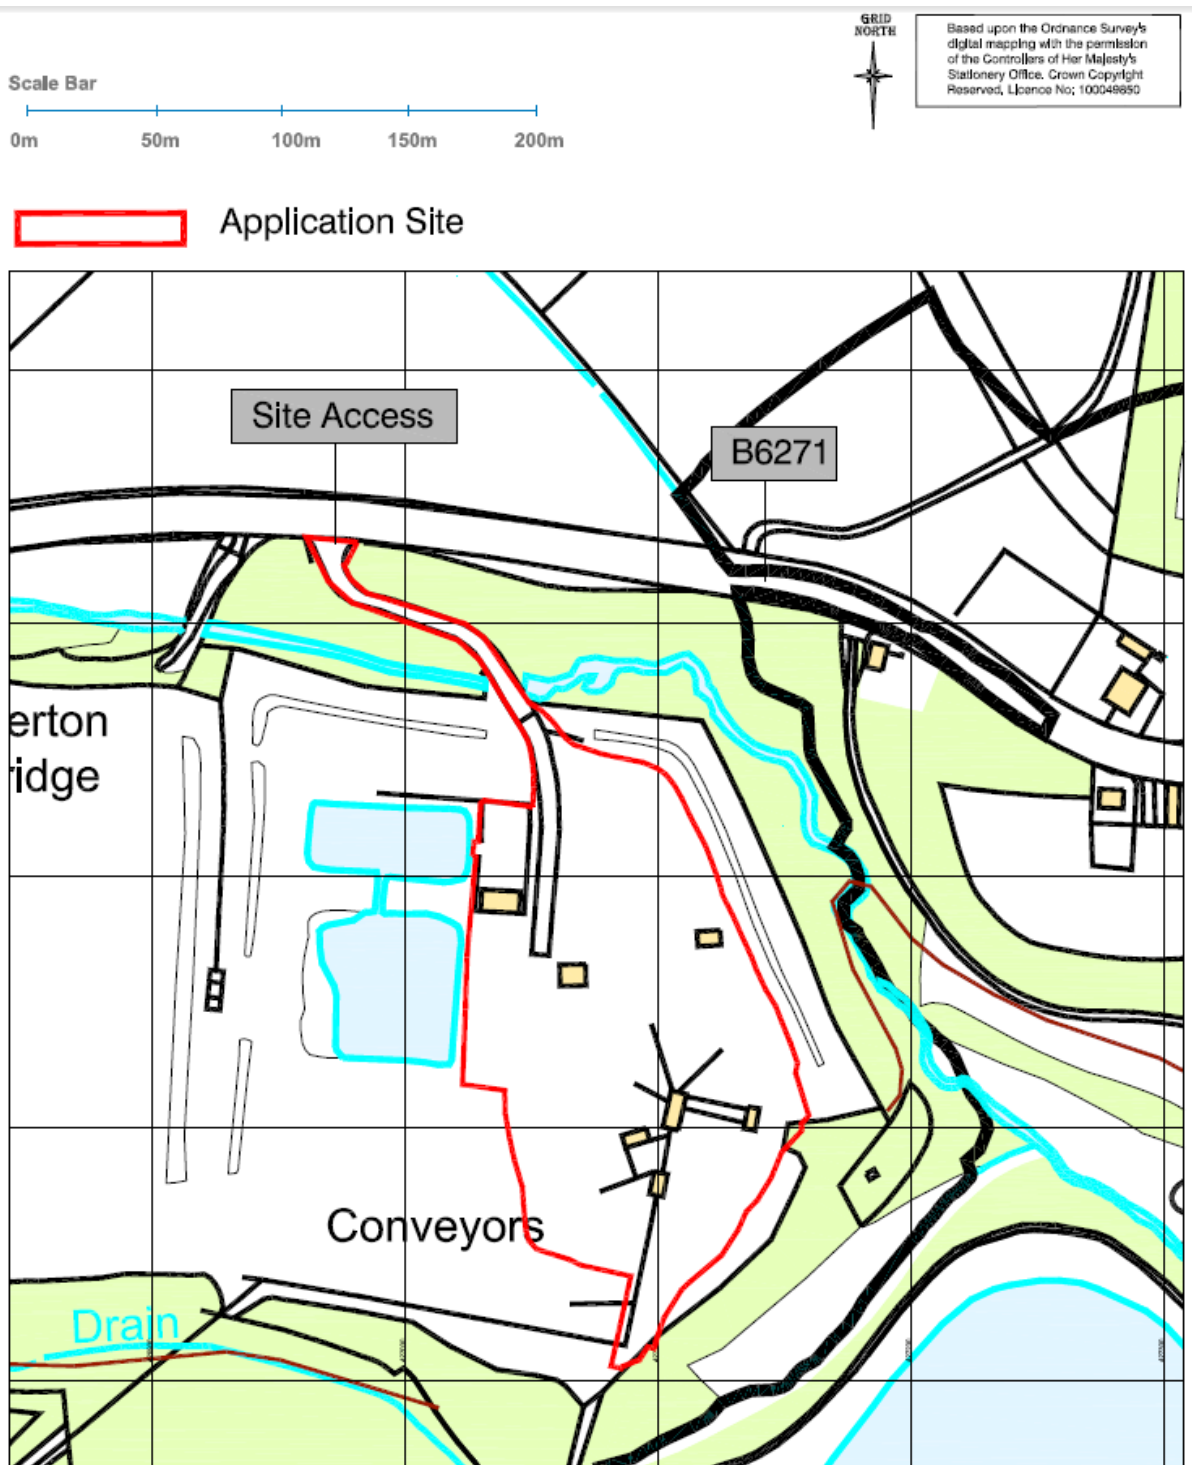 GRID
NORTH
Based upon the Ordnance Survey's
digital mapping with the permission
of the Controllers of Her Majesty's
Stationery Office. Crown Copyright
Reserved, Licence No; 100049850
Scale Bar
0m 50m 100m 150m 200m
Application Site
Site Access
B6271
erton
ridge
Conveyors
Drain